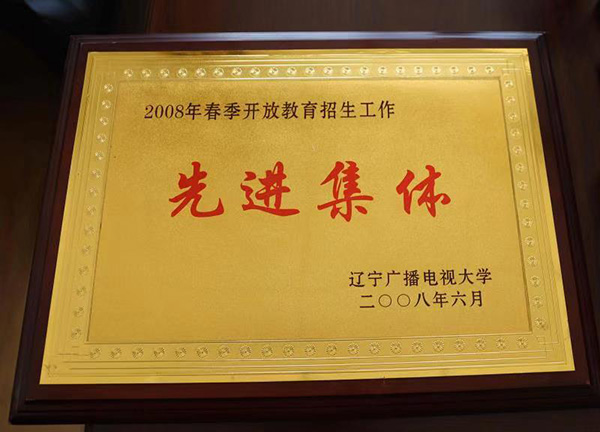 2008年春季开放教育招生工作
先进集体
辽宁广播电视大学
二〇〇八年六月